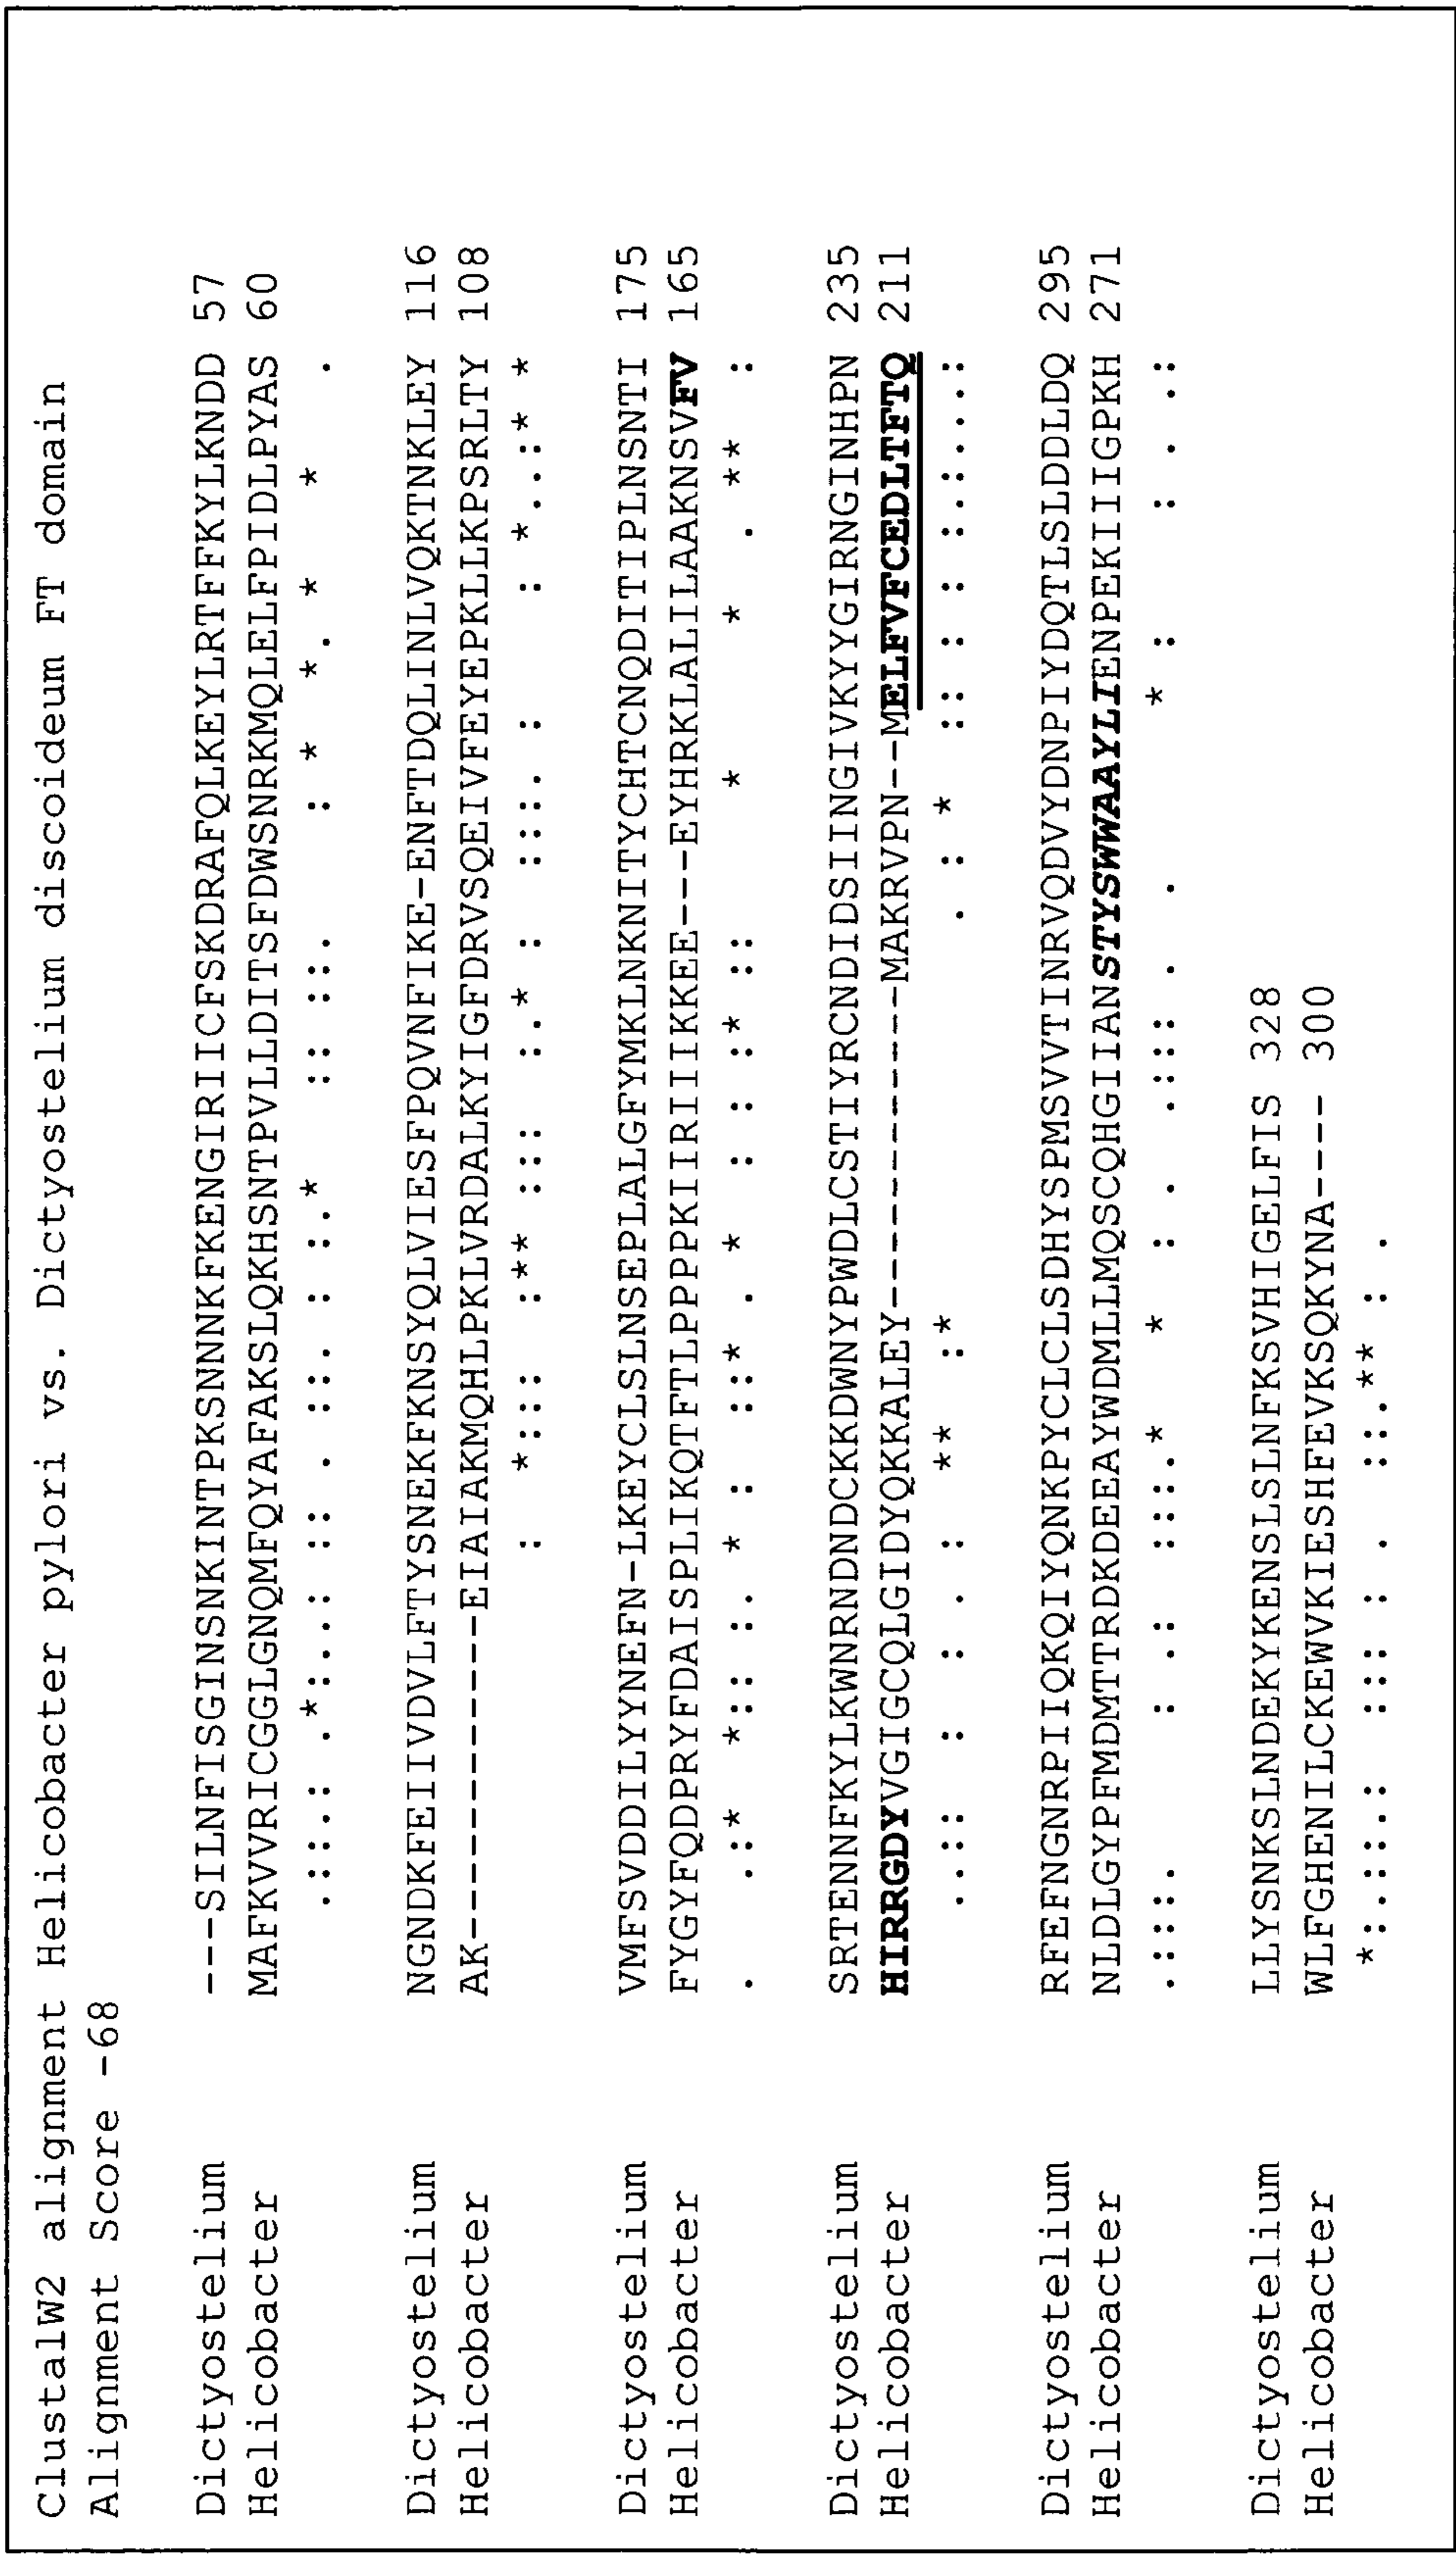 ClustalW2 alignment Helicobacter pylori vs. Dictyostelium discoideum FT domain
Alignment Score -68
Dictyostelium ---SILNFISGINSNKINTPKSNNNKFKENGIRIICFSKDRAFQLKEYLRTFFKYLKNDD 57
Helicobacter MAFKVVRICGGLGNQMFQYAFAKSLQKHSNTPVLLDITSFDWSNRKMQLELFPIDLPYAS 60
.::.: .*:..: :: . ::. : :.*   :: ::.    : *  *. *   *   .
Dictyostelium NGNDKFEIIVDVLFTYSNEKFKNSYQLVIESFPQVNFIKE-ENFTDQLINLVQKTNKLEY 116
Helicobacter AK------------EIAIAKMQHLPKLVRDALKYIGFDRVSQEIVFEYEPKLLKPSRLTY 108
:  *:::  :** :::  :.* :  :::. :    : *..:* *
Dictyostelium VMFSVDDILYYNEFN-LKEYCLSLNSEPLALGFYMKLNKNITYCHTCNQDITIPLNSNTI 175
Helicobacter FYGYFQDPRYFDAISPLIKQTFTLPPPPKIIRIIIKKEE---EYHRKLALILAAKNSVFV 165
.   .:*  *:: :. * :  ::* . *  : : :* ::     *     *  . **  :
Dictyostelium SRTENNFKYLKWNRNDNDCKKDWNYPWDLCSTIYRCNDIDSIINGIVKYYGIRNGINHPN 235
Helicobacter HIRRGDYVGIGCQLGIDYQKKALEY------------MAKRVPN--MELFVFCEDLTFTQ 211
..::  :  : . :  **  :*              . : *  :: : : :.:...:
Dictyostelium RFEFNGNRPIIQKQIYQNKPYCLCLSDHYSPMSVVTINRVQDVYDNPIYDQTLSLDDLDQ 295
Helicobacter NLDLGYPFMDMTTRDKDEEAYWDMLLMQSCQHGIIANSTYSWWAAYLIENPEKIIIGPKH 271
.:::.     : .:  :::.*   *  : .  .::: .  .      * :    : . .:
Dictyostelium LLYSNKSLNDEKYKENSLSLNFKSVHIGELFIS 328
Helicobacter WLFGHENILCKEWVKIESHFEVKSQKYNA---- 300
*:.::.:  ::: : .  ::.** : .